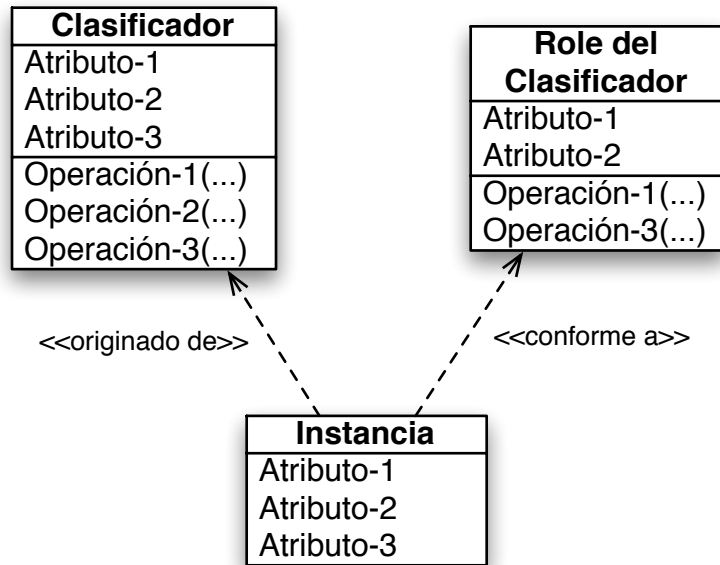 Clasificador
Atributo-1
Atributo-2
Atributo-3
Operación-1(...)
Operación-2(...)
Operación-3(...)
Role del
Clasificador
Atributo-1
Atributo-2
Operación-1(...)
Operación-3(...)
<<originado de>>
<<conforme a>>
Instancia
Atributo-1
Atributo-2
Atributo-3